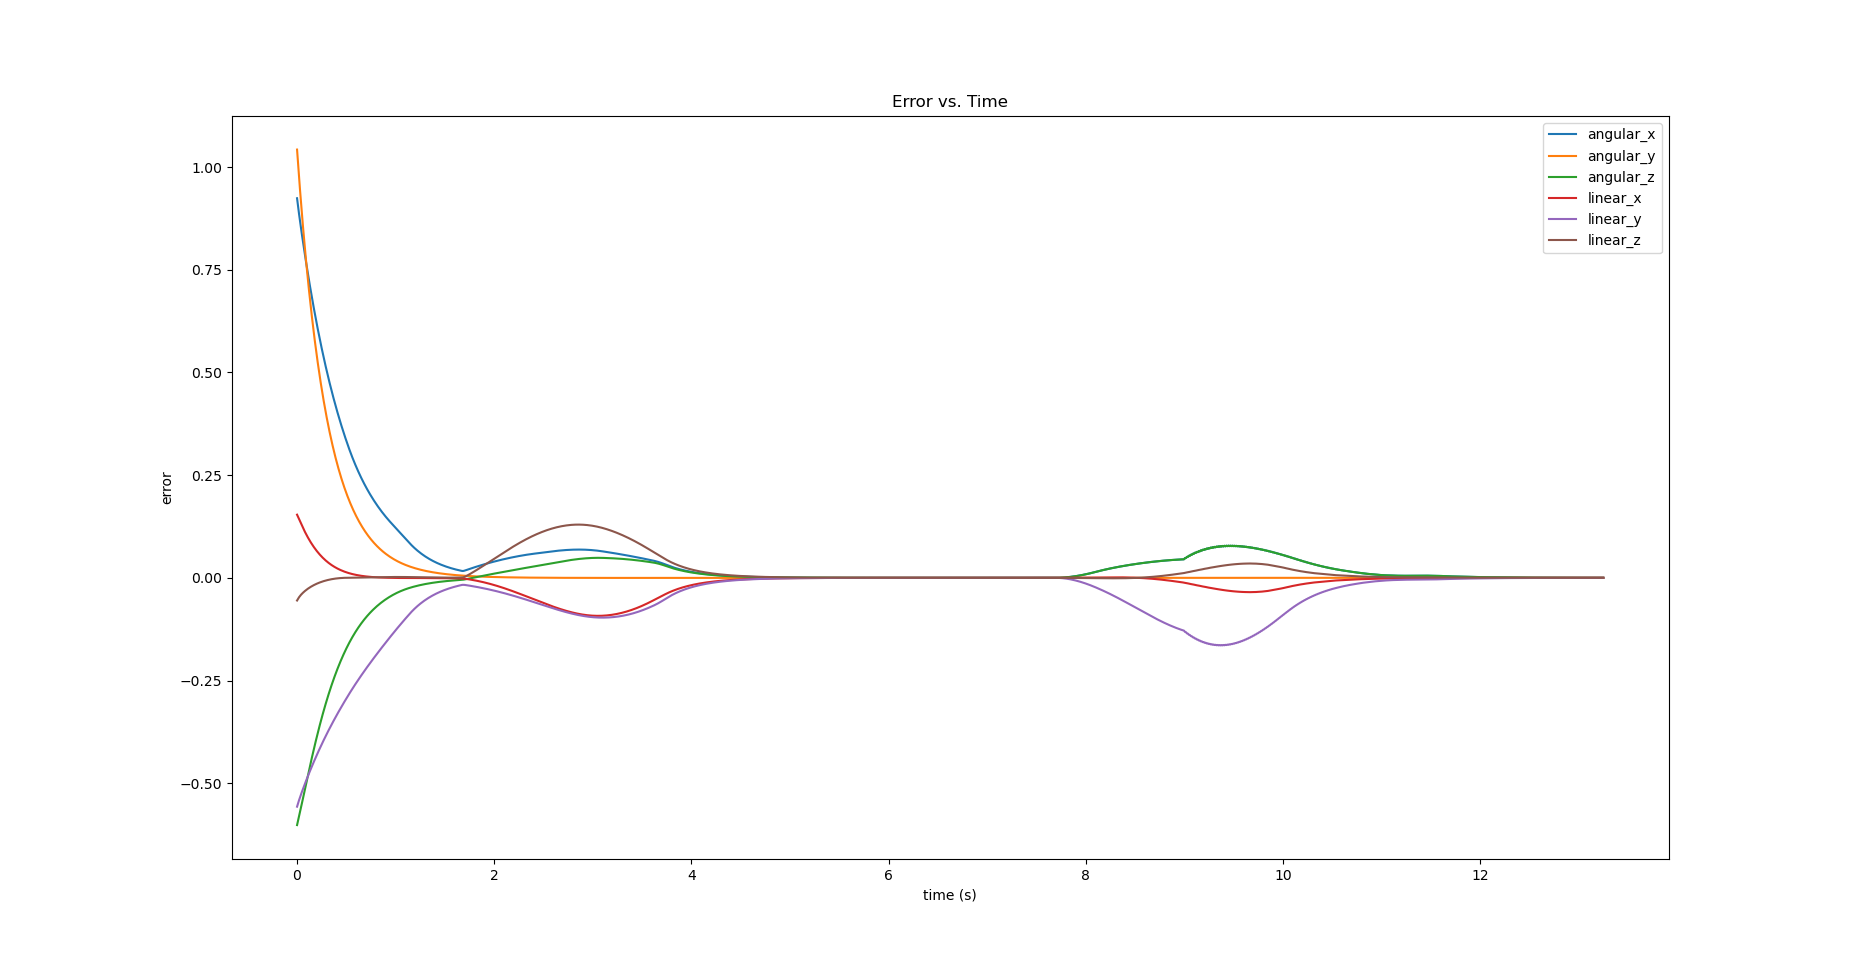 Error vs. Time
angular_x
angular_y
angular_z
linear_x
linear_y
linear_z
1.00
0.75
0.50
0.25
0.00
−0.25
−0.50
error
0 2 4 6 8 10 12
time (s)